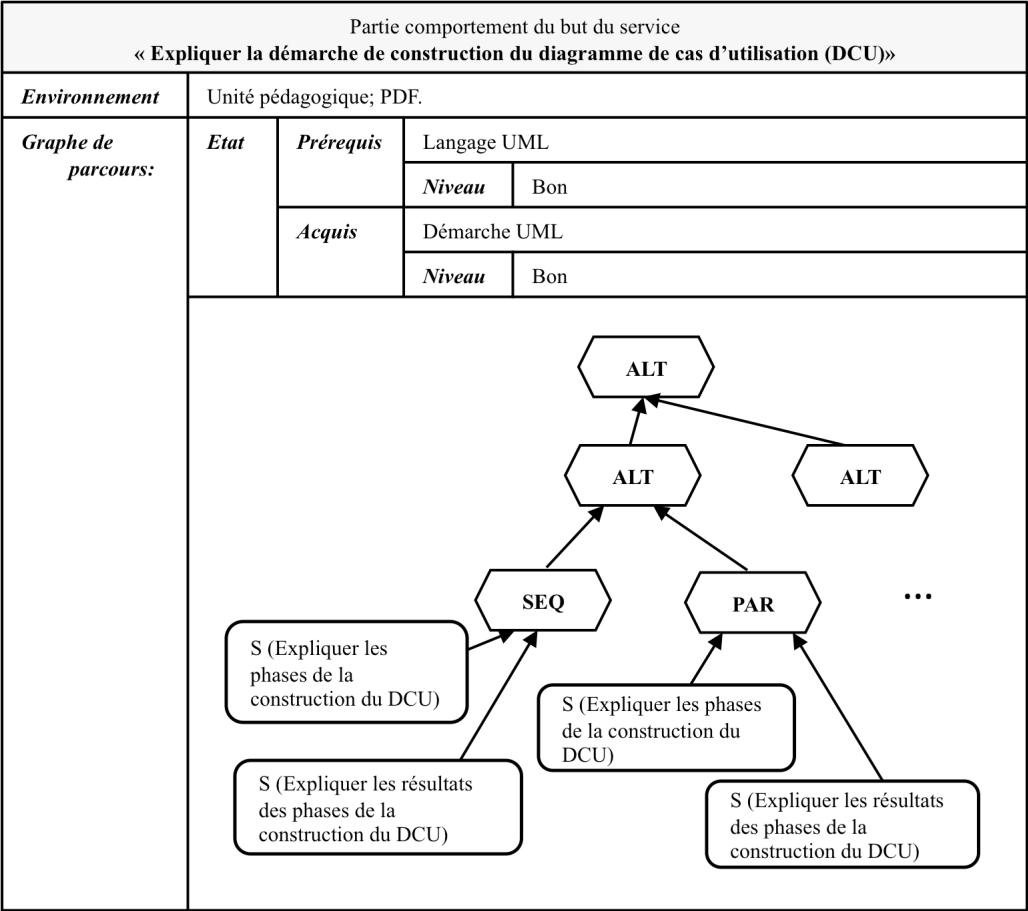 Partie comportement du but du service
« Expliquer la démarche de construction du diagramme de cas d’utilisation (DCU)»
Environnement
Unité pédagogique; PDF.
Graphe de
parcours:
Etat
Prérequis
Langage UML
Niveau
Bon
Acquis
Démarche UML
Niveau
Bon
ALT
ALT
ALT
SEQ
PAR
...
S (Expliquer les
phases de la
construction du DCU)
S (Expliquer les phases
de la construction du
DCU)
S (Expliquer les résultats
des phases de la
construction du DCU)
S (Expliquer les résultats
des phases de la
construction du DCU)